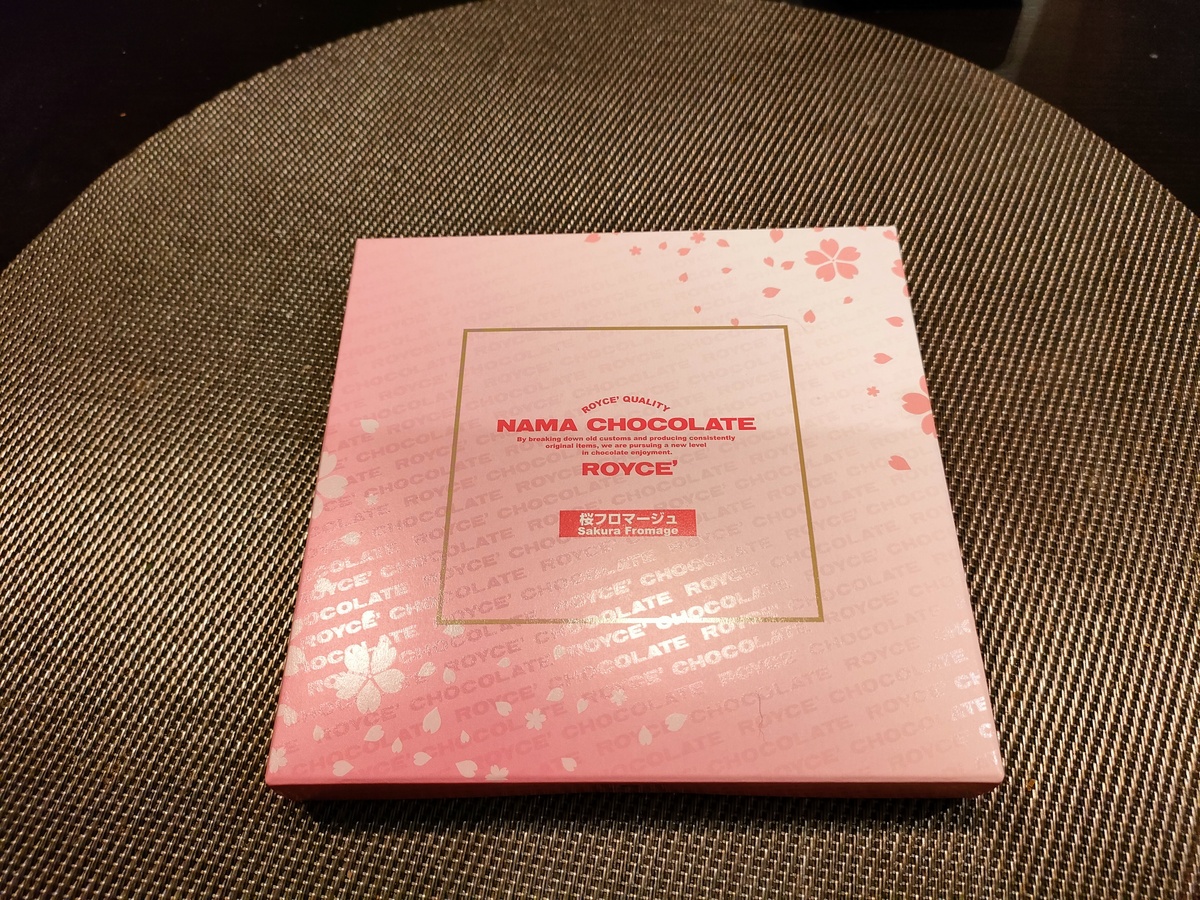 ROYCE' QUALITY
NAMA CHOCOLATE
By breaking down old customs and producing consistently
original items, we are pursuing a new level
in chocolate enjoyment.
ROYCE'
桜フロマージュ
Sakura Fromage